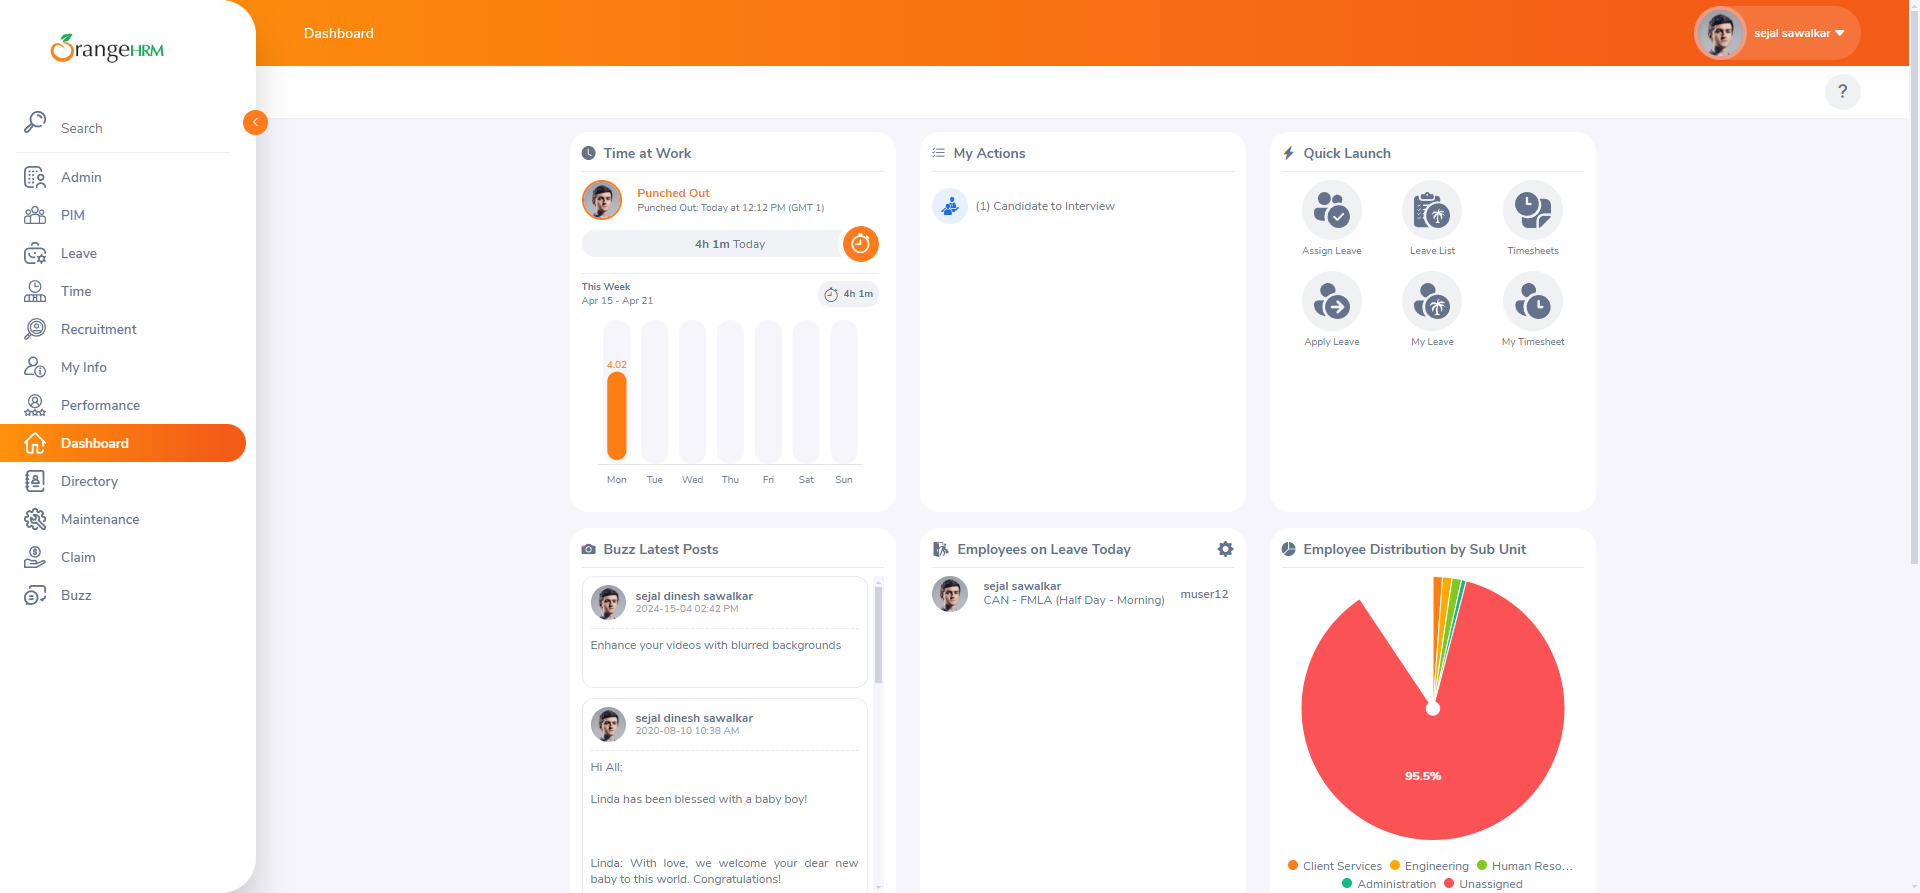 OrangeHRM
Search
Admin
PIM
Leave
Time
Recruitment
My Info
Performance
Dashboard
Directory
Maintenance
Claim
Buzz
Dashboard
sejal sawalkar
?
Time at Work
Punched Out
Punched Out: Today at 12:12 PM (GMT 1)
4h 1m Today
This Week
Apr 15 - Apr 21
4h 1m
4.02
Mon Tue Wed Thu Fri Sat Sun
My Actions
(1) Candidate to Interview
Quick Launch
Assign Leave Leave List Timesheets
Apply Leave My Leave My Timesheet
Buzz Latest Posts
sejal dinesh sawalkar
2024-15-04 02:42 PM
Enhance your videos with blurred backgrounds
sejal dinesh sawalkar
2020-08-10 10:38 AM
Hi All;
Linda has been blessed with a baby boy!
Linda: With love, we welcome your dear new
baby to this world. Congratulations!
Employees on Leave Today
sejal sawalkar
CAN - FMLA (Half Day - Morning) muser12
Employee Distribution by Sub Unit
95.5%
Client Services Engineering Human Reso...
Administration Unassigned